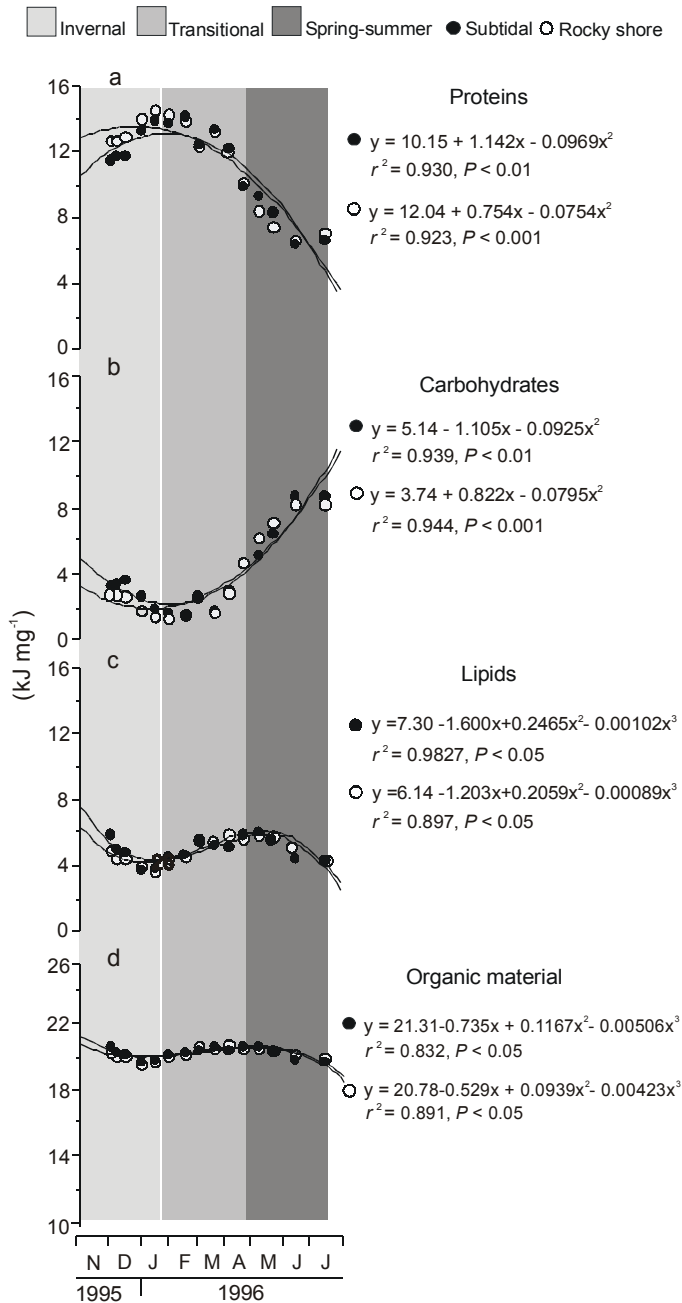 Invernal Transitional Spring-summer Subtidal Rocky shore
a
Proteins
y = 10.15 + 1.142x - 0.0969x²
r² = 0.930, P < 0.01
y = 12.04 + 0.754x - 0.0754x²
r² = 0.923, P < 0.001
16
12
8
4
0
b
Carbohydrates
y = 5.14 - 1.105x - 0.0925x²
r² = 0.939, P < 0.01
y = 3.74 + 0.822x - 0.0795x²
r² = 0.944, P < 0.001
16
12
8
4
0
(kJ mg⁻¹)
c
Lipids
y =7.30 -1.600x+0.2465x²- 0.00102x³
r² = 0.9827, P < 0.05
y =6.14 -1.203x+0.2059x²- 0.00089x³
r² = 0.897, P < 0.05
16
12
8
4
0
d
Organic material
y = 21.31-0.735x + 0.1167x²- 0.00506x³
r² = 0.832, P < 0.05
y = 20.78-0.529x + 0.0939x²- 0.00423x³
r² = 0.891, P < 0.05
26
22
18
14
10
N D J F M A M J J
1995 1996